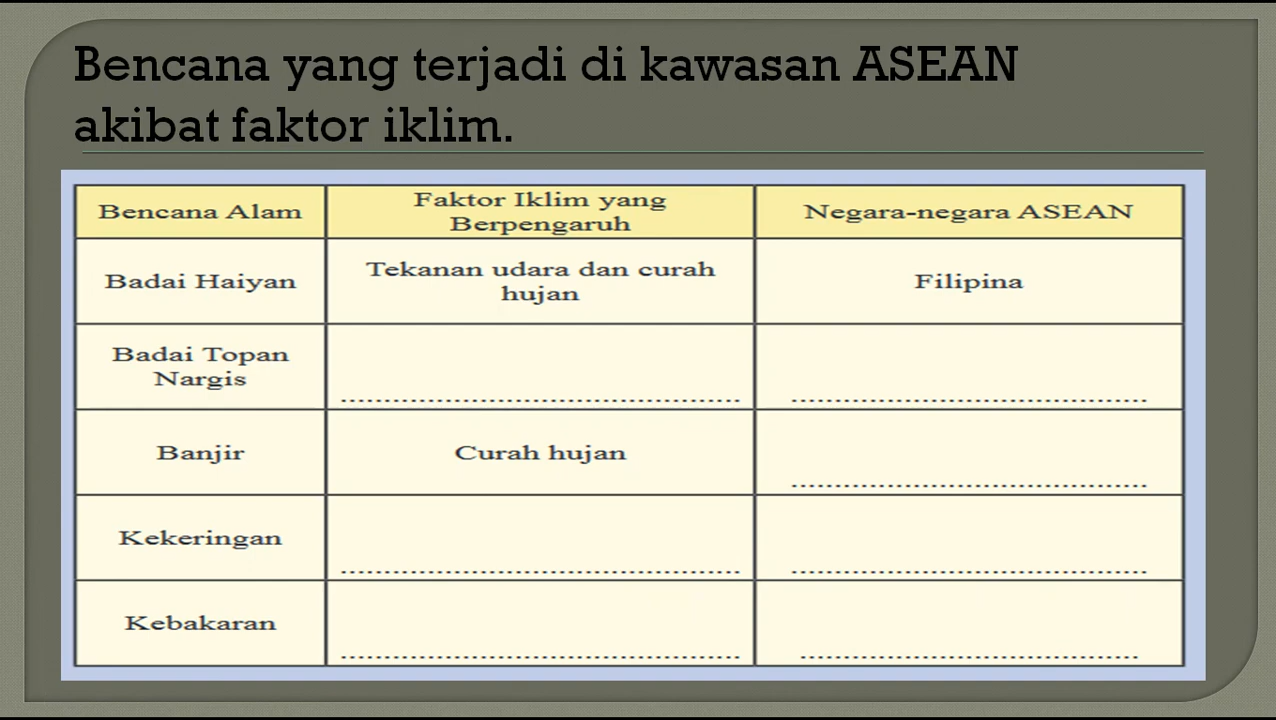 Bencana yang terjadi di kawasan ASEAN
akibat faktor iklim.
Bencana Alam
Faktor Iklim yang
Berpengaruh
Negara-negara ASEAN
Badai Haiyan
Tekanan udara dan curah
hujan
Filipina
Badai Topan
Nargis
................................................
...........................................
Banjir
Curah hujan
...........................................
Kekeringan
................................................
...........................................
Kebakaran
................................................
.........................................